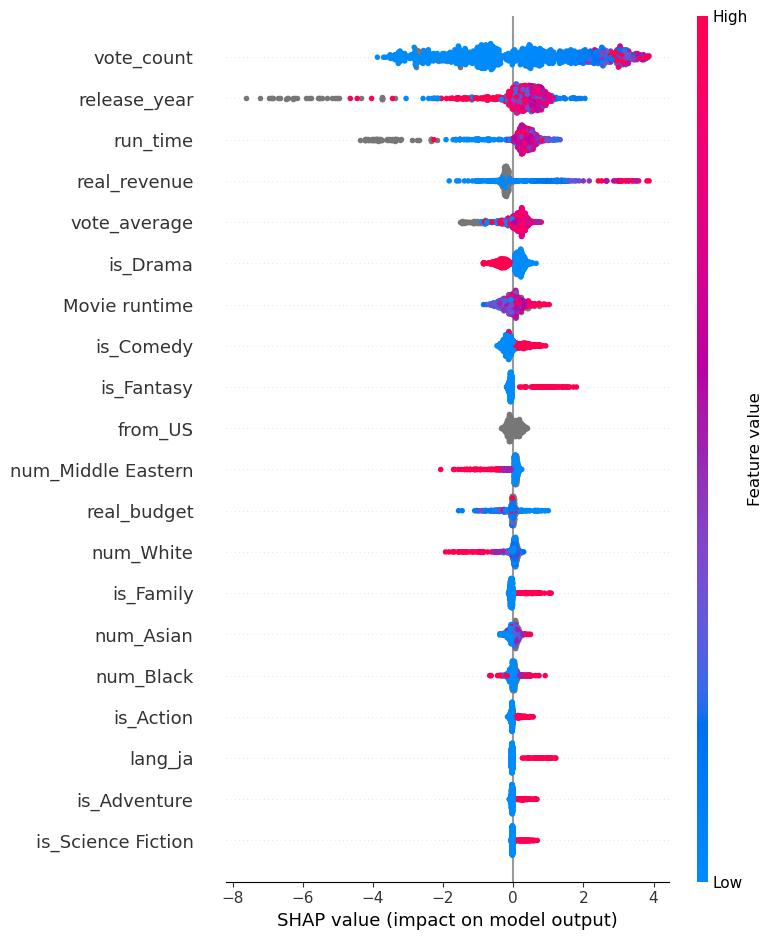 High
vote_count
release_year
run_time
real_revenue
vote_average
is_Drama
Movie runtime
is_Comedy
is_Fantasy
from_US
num_Middle Eastern
real_budget
num_White
is_Family
num_Asian
num_Black
is_Action
lang_ja
is_Adventure
is_Science Fiction
Feature value
Low
−8 −6 −4 −2 0 2 4
SHAP value (impact on model output)